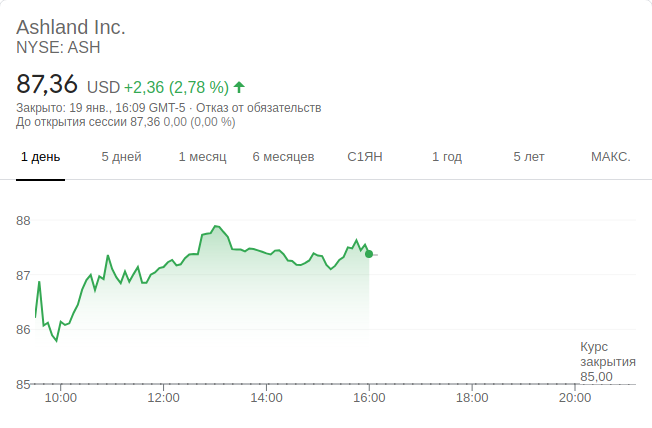 Ashland Inc.
NYSE: ASH
87,36 USD +2,36 (2,78 %)
Закрыто: 19 янв., 16:09 GMT-5 · Отказ от обязательств
До открытия сессии 87,36 0,00 (0,00 %)
1 день 5 дней 1 месяц 6 месяцев С1ЯН 1 год 5 лет МАКС.
88
87
86
Курс
закрытия
85,00
85
10:00 12:00 14:00 16:00 18:00 20:00